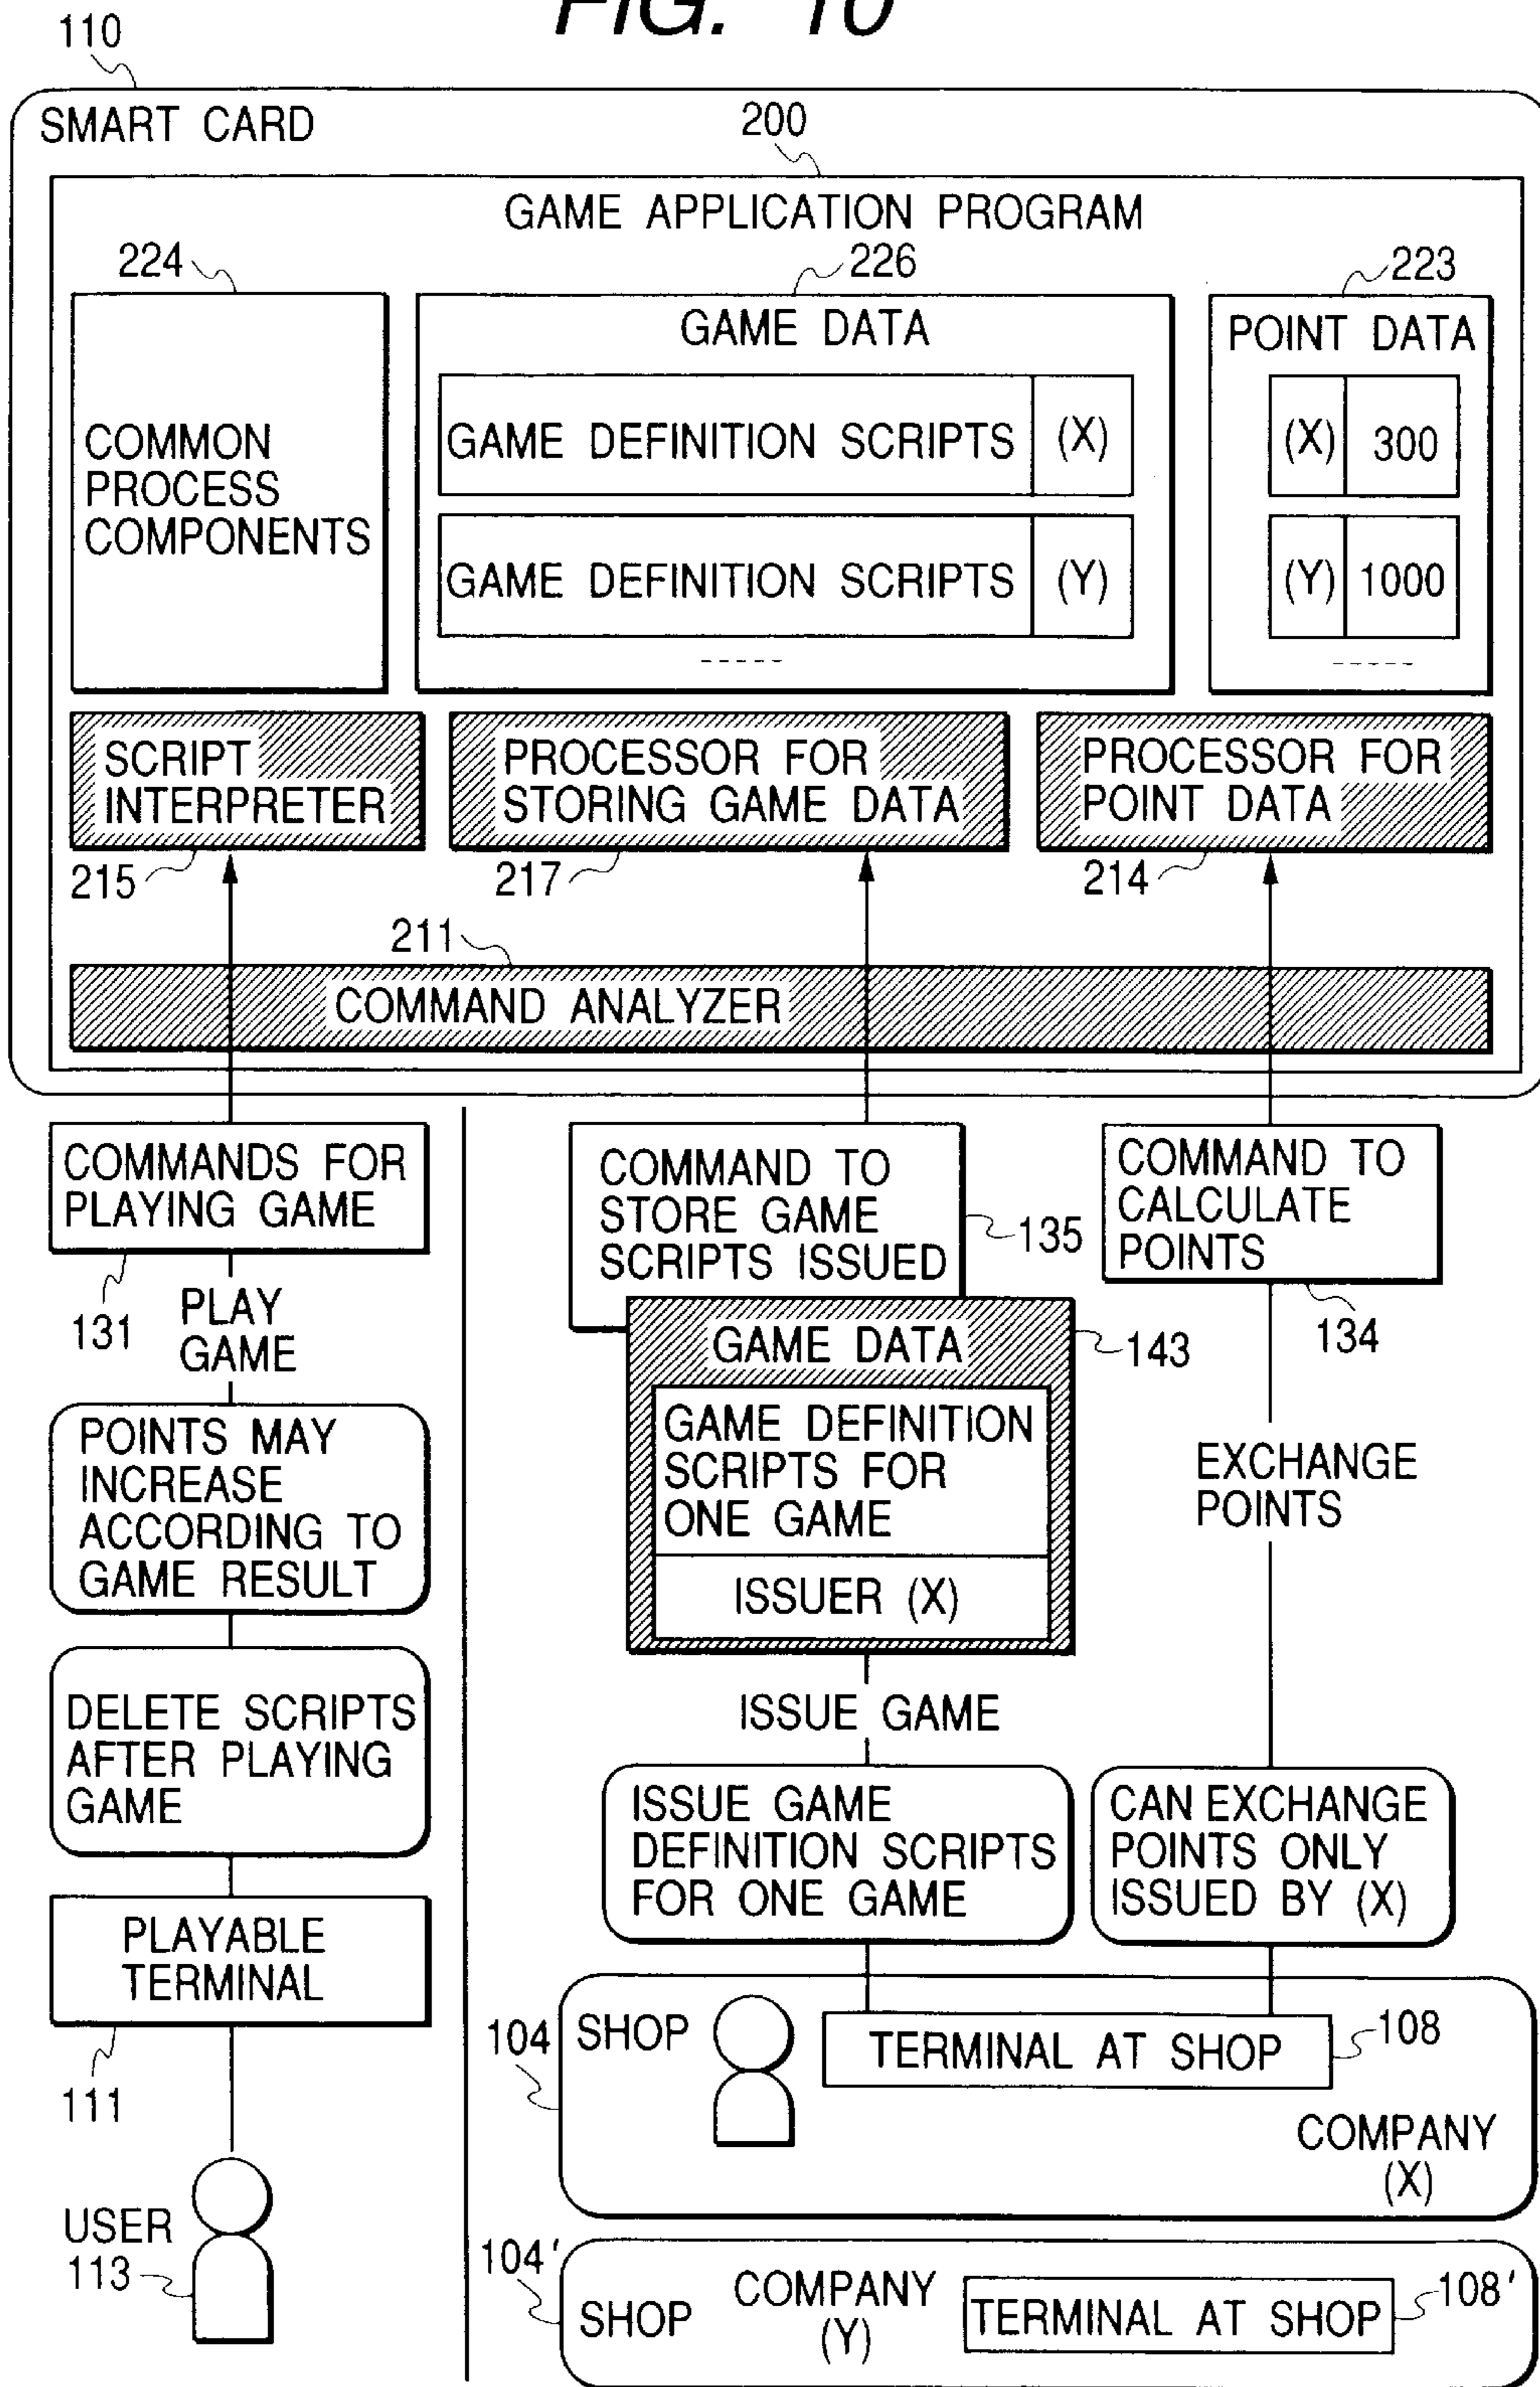 FIG. 10
110
SMART CARD
200
GAME APPLICATION PROGRAM
224
226
223
COMMON
PROCESS
COMPONENTS
GAME DATA
GAME DEFINITION SCRIPTS (X)
GAME DEFINITION SCRIPTS (Y)
POINT DATA
(X) 300
(Y) 1000
SCRIPT
INTERPRETER
PROCESSOR FOR
STORING GAME DATA
PROCESSOR FOR
POINT DATA
215
217
214
211
COMMAND ANALYZER
COMMANDS FOR
PLAYING GAME
131
PLAY
GAME
POINTS MAY
INCREASE
ACCORDING TO
GAME RESULT
DELETE SCRIPTS
AFTER PLAYING
GAME
PLAYABLE
TERMINAL
111
USER
113
COMMAND TO
STORE GAME
SCRIPTS ISSUED
135
GAME DATA
143
GAME DEFINITION
SCRIPTS FOR
ONE GAME
ISSUER (X)
ISSUE GAME
ISSUE GAME
DEFINITION SCRIPTS
FOR ONE GAME
COMMAND TO
CALCULATE
POINTS
134
EXCHANGE
POINTS
CAN EXCHANGE
POINTS ONLY
ISSUED BY (X)
104
SHOP
TERMINAL AT SHOP
108
COMPANY
(X)
104'
SHOP
COMPANY
(Y)
TERMINAL AT SHOP
108'